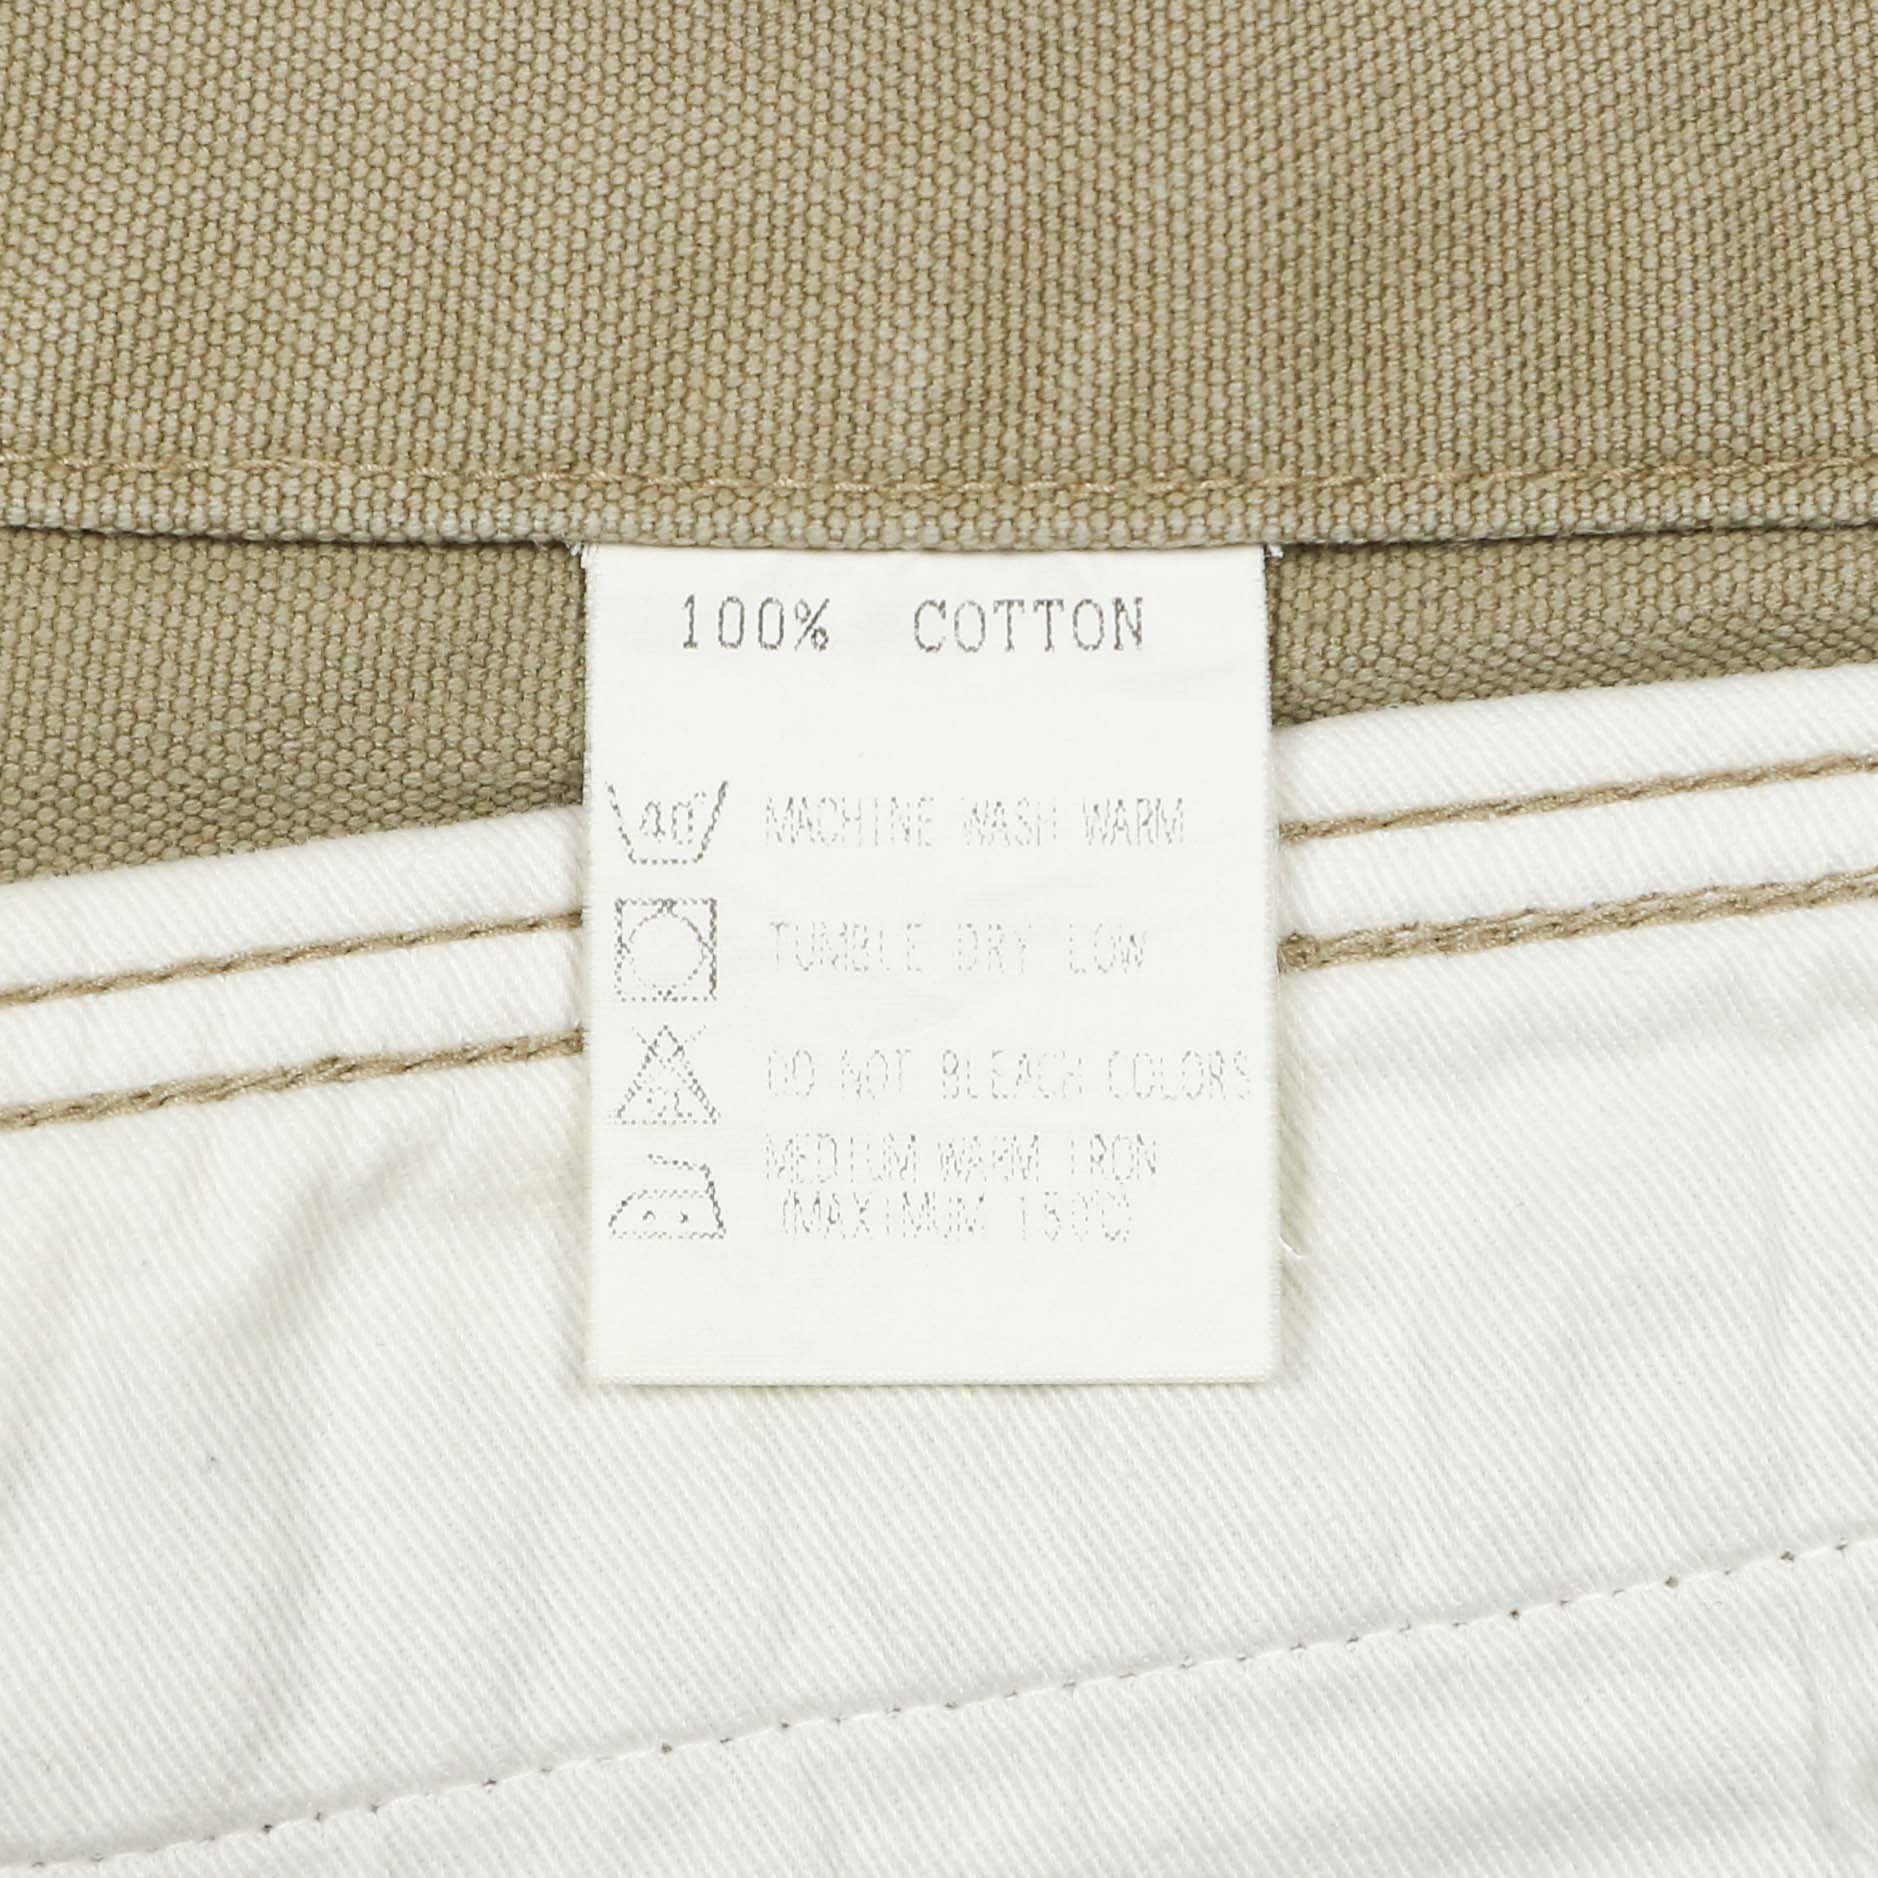 100% COTTON
40° MACHINE WASH WARM
TUMBLE DRY LOW
DO NOT BLEACH COLORS
MEDIUM WARM IRON
(MAXIMUM 150°C)